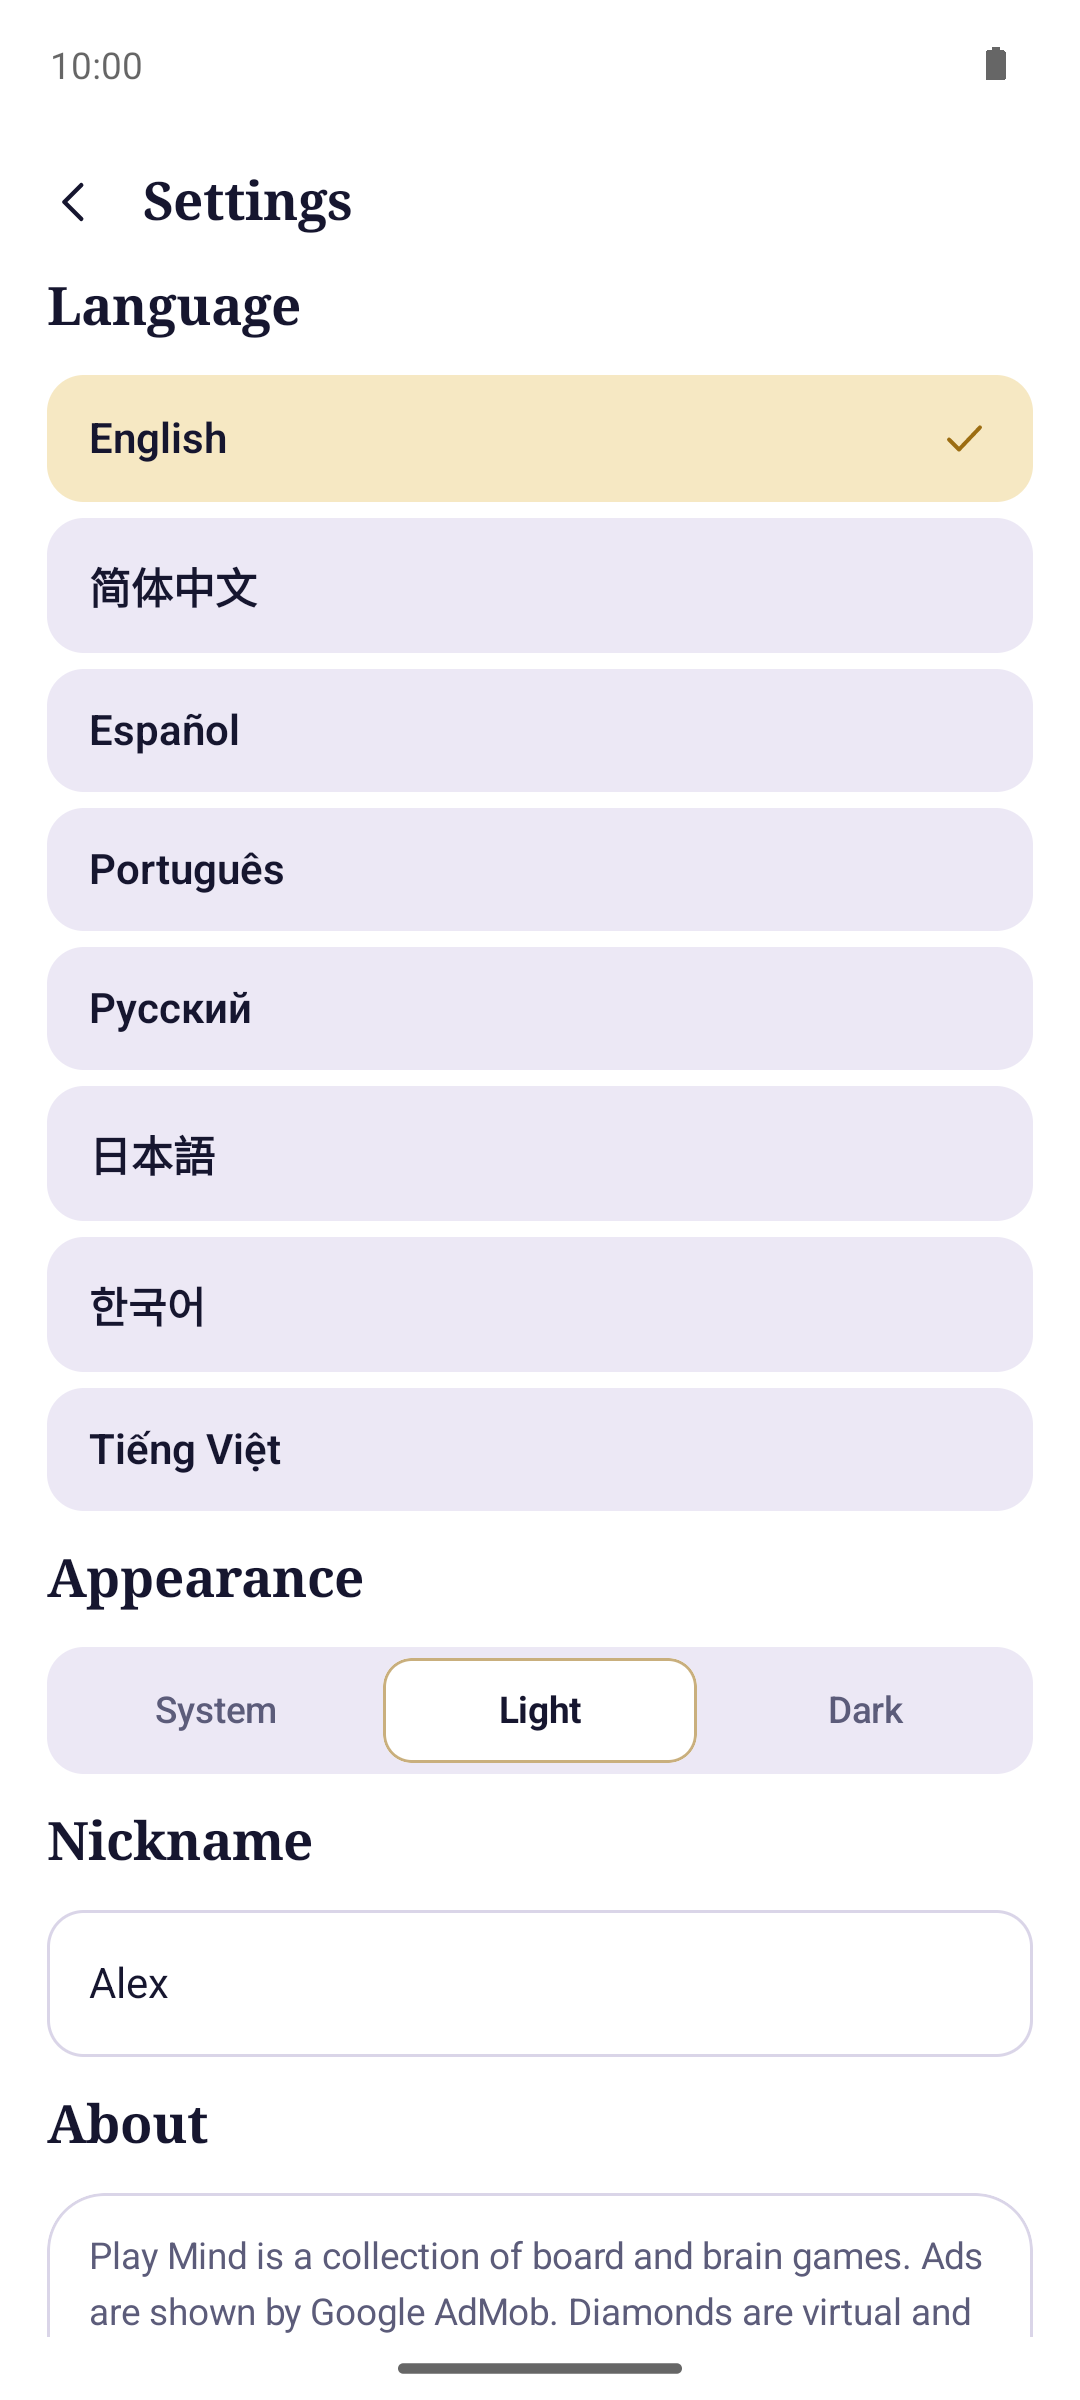 10:00
Settings
Language
English
简体中文
Español
Português
Русский
日本語
한국어
Tiếng Việt
Appearance
System
Light
Dark
Nickname
Alex
About
Play Mind is a collection of board and brain games. Ads
are shown by Google AdMob. Diamonds are virtual and